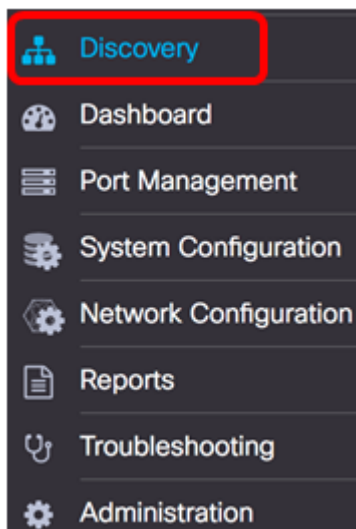 Discovery
Dashboard
Port Management
System Configuration
Network Configuration
Reports
Troubleshooting
Administration